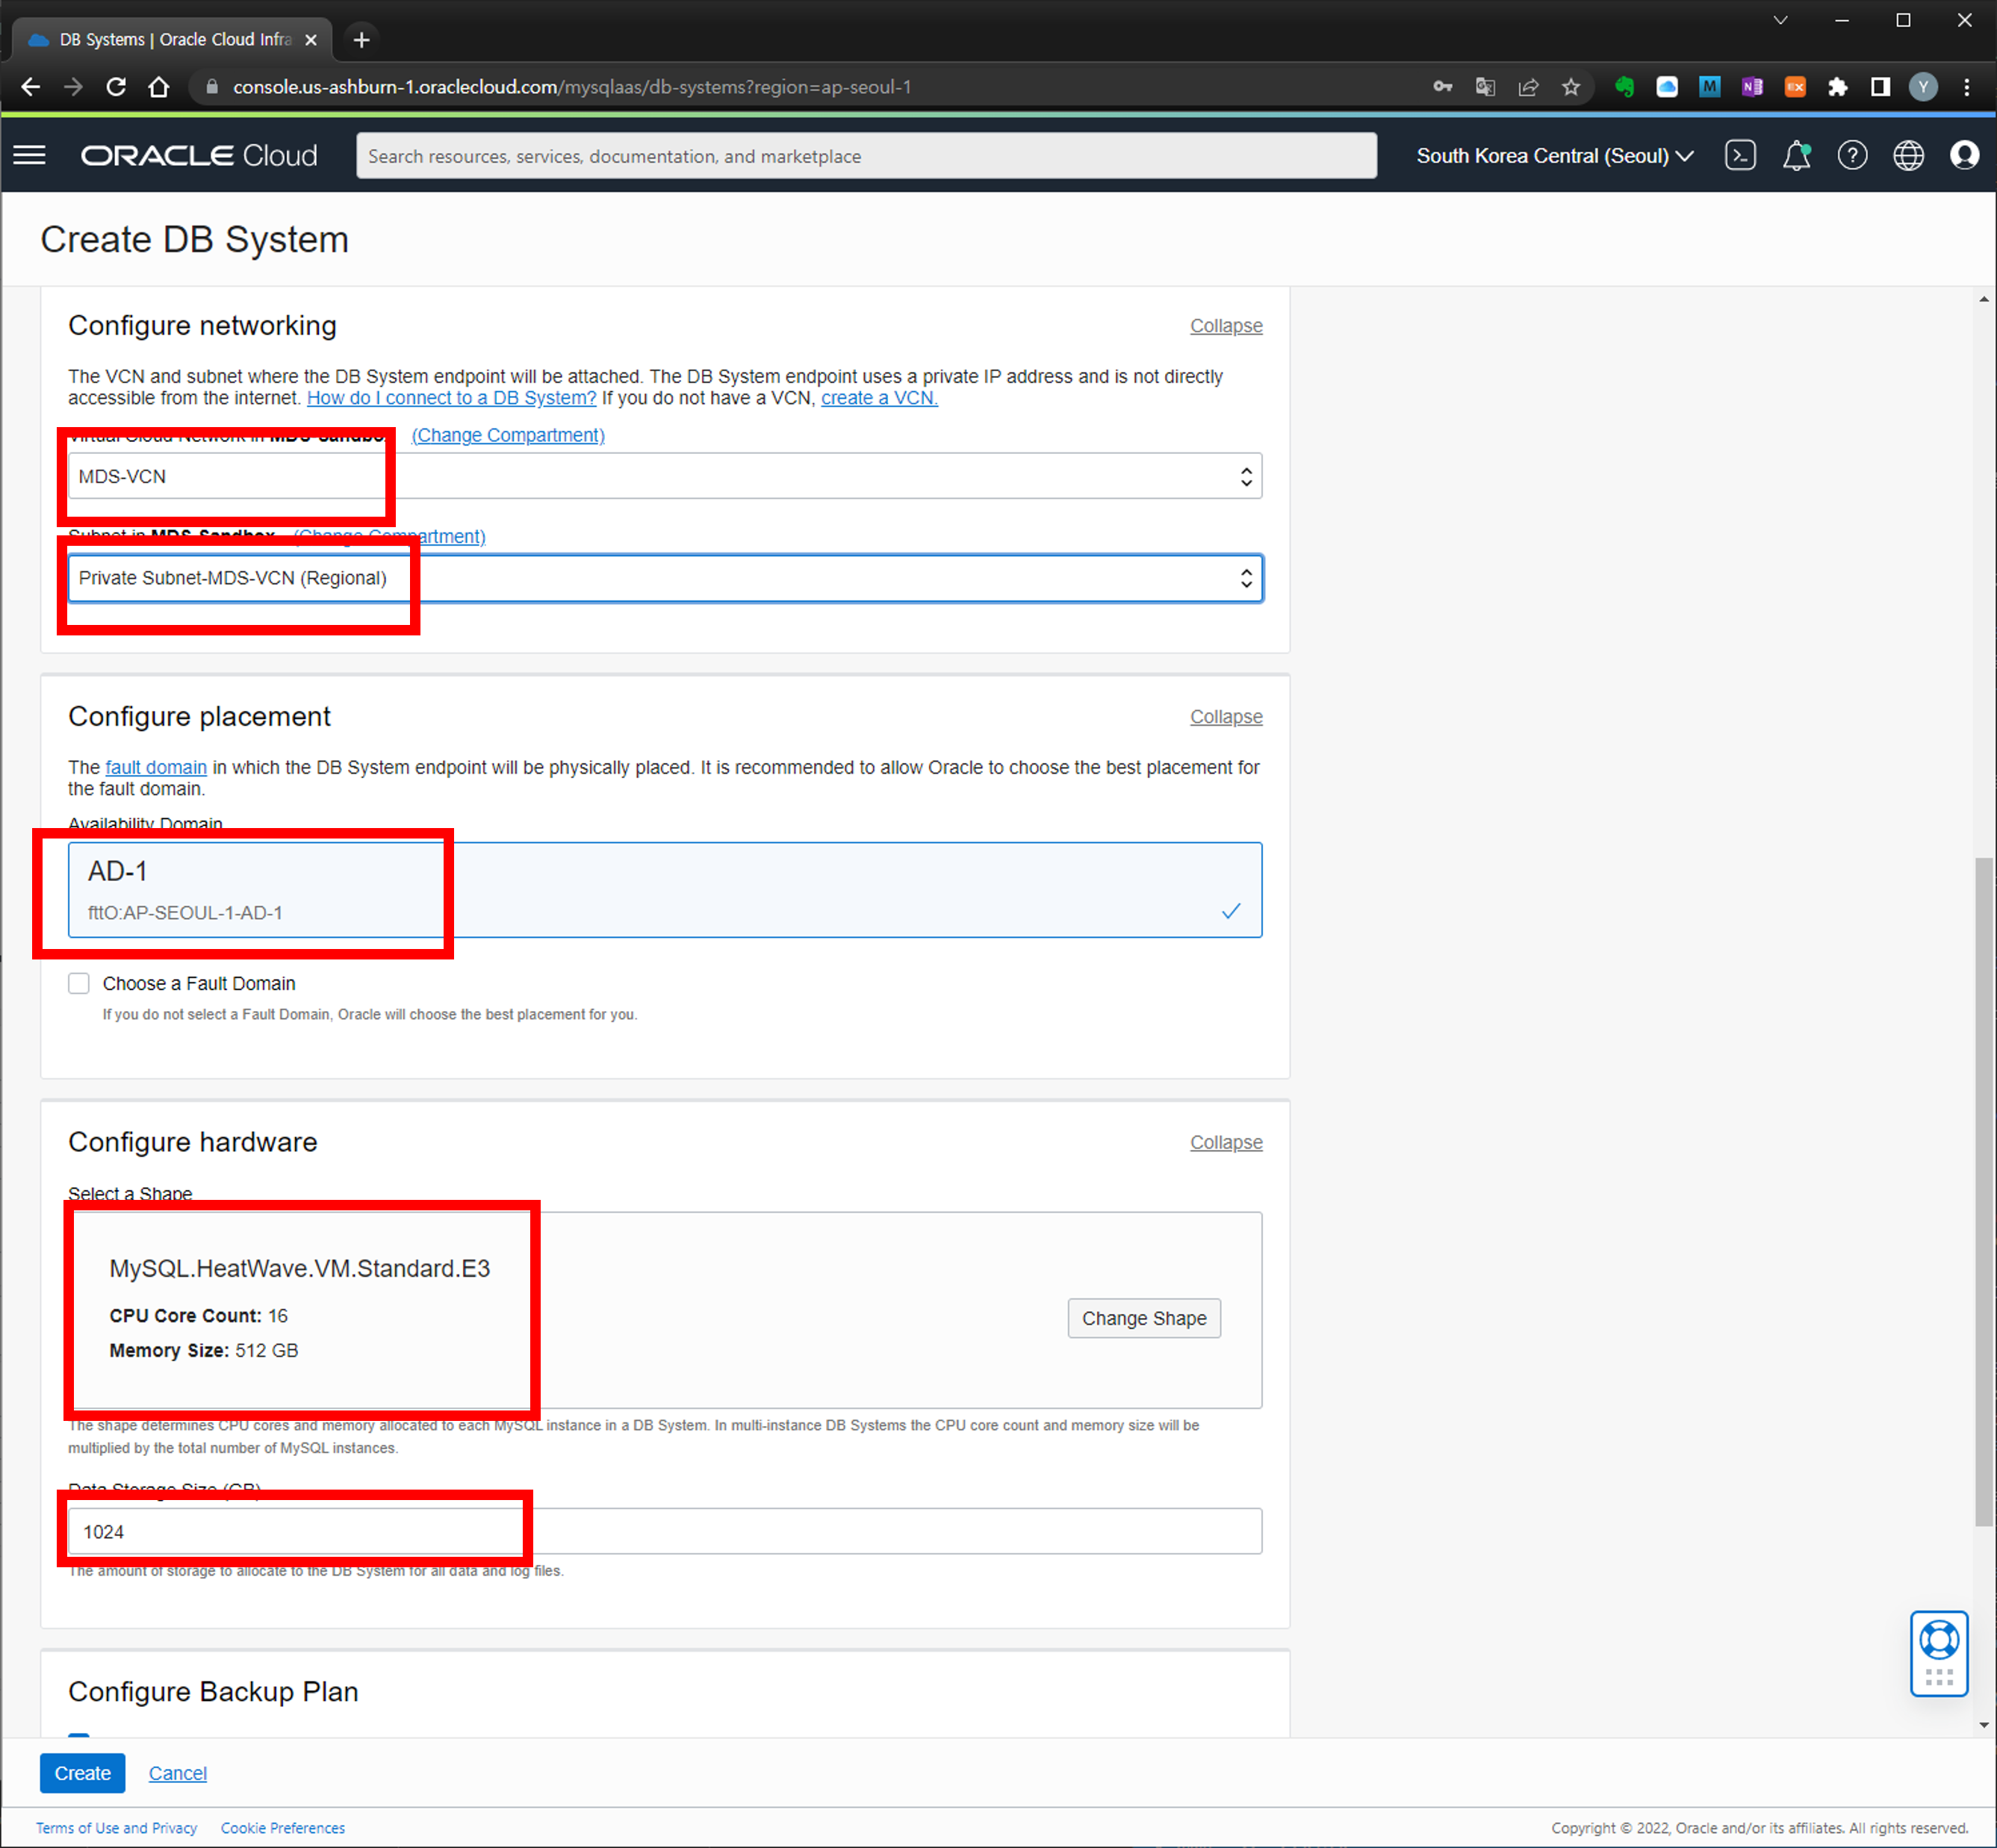 DB Systems | Oracle Cloud Infra
console.us-ashburn-1.oraclecloud.com/mysqlaas/db-systems?region=ap-seoul-1
M
N
EX
Y
ORACLE Cloud
Search resources, services, documentation, and marketplace
South Korea Central (Seoul)
Create DB System
Configure networking
Collapse
The VCN and subnet where the DB System endpoint will be attached. The DB System endpoint uses a private IP address and is not directly
accessible from the internet. How do I connect to a DB System? If you do not have a VCN, create a VCN.
Virtual Cloud Network in MDS-Sandbox (Change Compartment)
MDS-VCN
Subnet in MDS-Sandbox (Change Compartment)
Private Subnet-MDS-VCN (Regional)
Configure placement
Collapse
The fault domain in which the DB System endpoint will be physically placed. It is recommended to allow Oracle to choose the best placement for
the fault domain.
Availability Domain
AD-1
fttO:AP-SEOUL-1-AD-1
Choose a Fault Domain
If you do not select a Fault Domain, Oracle will choose the best placement for you.
Configure hardware
Collapse
Select a Shape
MySQL.HeatWave.VM.Standard.E3
CPU Core Count: 16
Memory Size: 512 GB
Change Shape
The shape determines CPU cores and memory allocated to each MySQL instance in a DB System. In multi-instance DB Systems the CPU core count and memory size will be
multiplied by the total number of MySQL instances.
Data Storage Size (GB)
1024
The amount of storage to allocate to the DB System for all data and log files.
Configure Backup Plan
Create
Cancel
Terms of Use and Privacy
Cookie Preferences
Copyright © 2022, Oracle and/or its affiliates. All rights reserved.